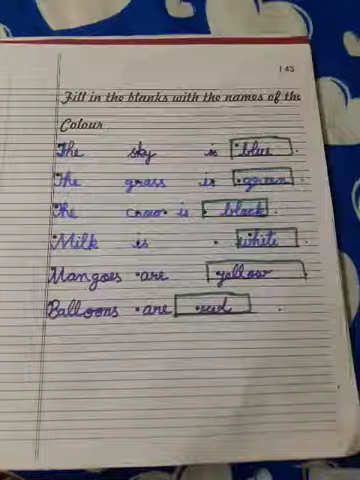 145
Fill in the blanks with the names of the
Colour
The sky is blue.
The grass is green.
The crow is black.
Milk is white.
Mangoes are yellow.
Balloons are red.